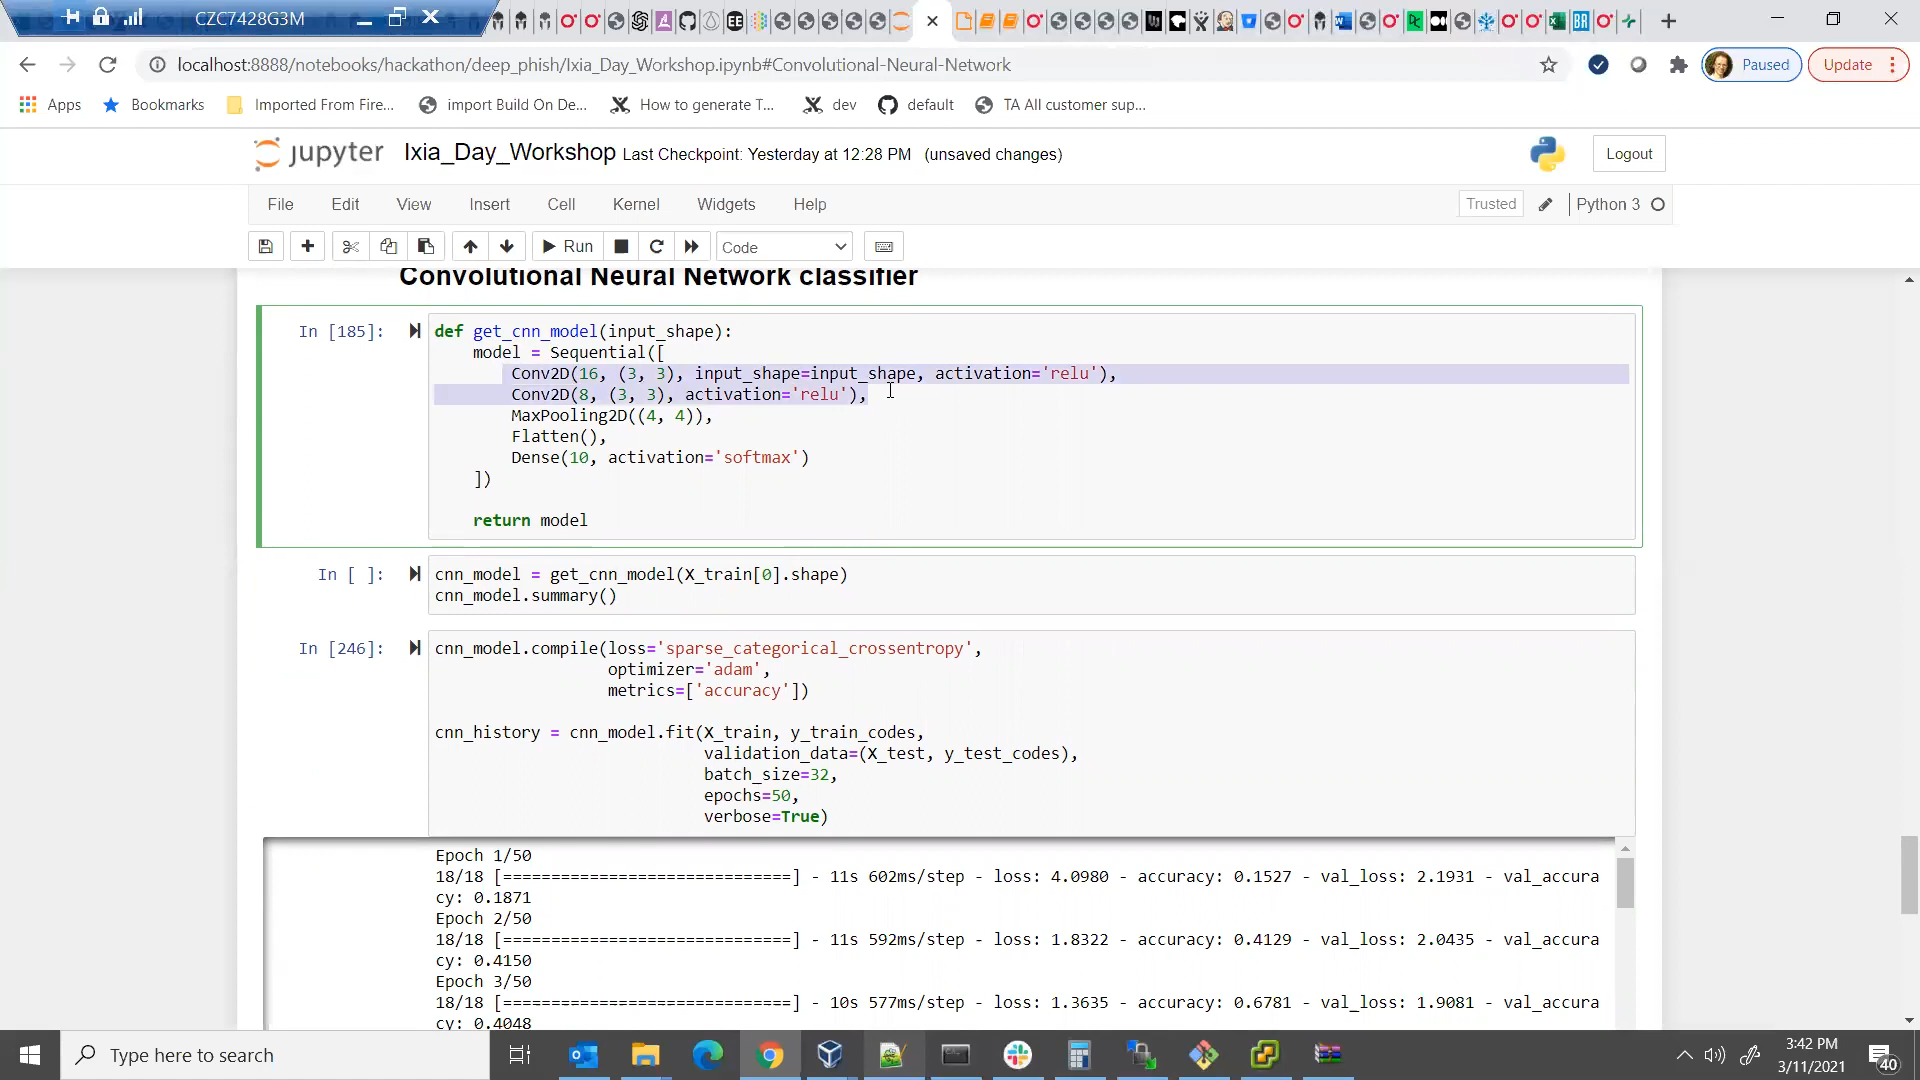 CZC7428G3M
localhost:8888/notebooks/hackathon/deep_phish/Ixia_Day_Workshop.ipynb#Convolutional-Neural-Network
Paused
Update
Apps
Bookmarks
Imported From Fire...
import Build On De...
How to generate T...
dev
default
TA All customer sup...
jupyter
Ixia_Day_Workshop Last Checkpoint: Yesterday at 12:28 PM (unsaved changes)
Logout
File Edit View Insert Cell Kernel Widgets Help
Trusted
Python 3
Run
Code
Convolutional Neural Network classifier
In [185]:
def get_cnn_model(input_shape):
    model = Sequential([
        Conv2D(16, (3, 3), input_shape=input_shape, activation='relu'),
        Conv2D(8, (3, 3), activation='relu'),
        MaxPooling2D((4, 4)),
        Flatten(),
        Dense(10, activation='softmax')
    ])
    return model
In [ ]:
cnn_model = get_cnn_model(X_train[0].shape)
cnn_model.summary()
In [246]:
cnn_model.compile(loss='sparse_categorical_crossentropy',
                  optimizer='adam',
                  metrics=['accuracy'])
cnn_history = cnn_model.fit(X_train, y_train_codes,
                            validation_data=(X_test, y_test_codes),
                            batch_size=32,
                            epochs=50,
                            verbose=True)
Epoch 1/50
18/18 [==============================] - 11s 602ms/step - loss: 4.0980 - accuracy: 0.1527 - val_loss: 2.1931 - val_accura
cy: 0.1871
Epoch 2/50
18/18 [==============================] - 11s 592ms/step - loss: 1.8322 - accuracy: 0.4129 - val_loss: 2.0435 - val_accura
cy: 0.4150
Epoch 3/50
18/18 [==============================] - 10s 577ms/step - loss: 1.3635 - accuracy: 0.6781 - val_loss: 1.9081 - val_accura
cy: 0.4048
Type here to search
3:42 PM
3/11/2021
40